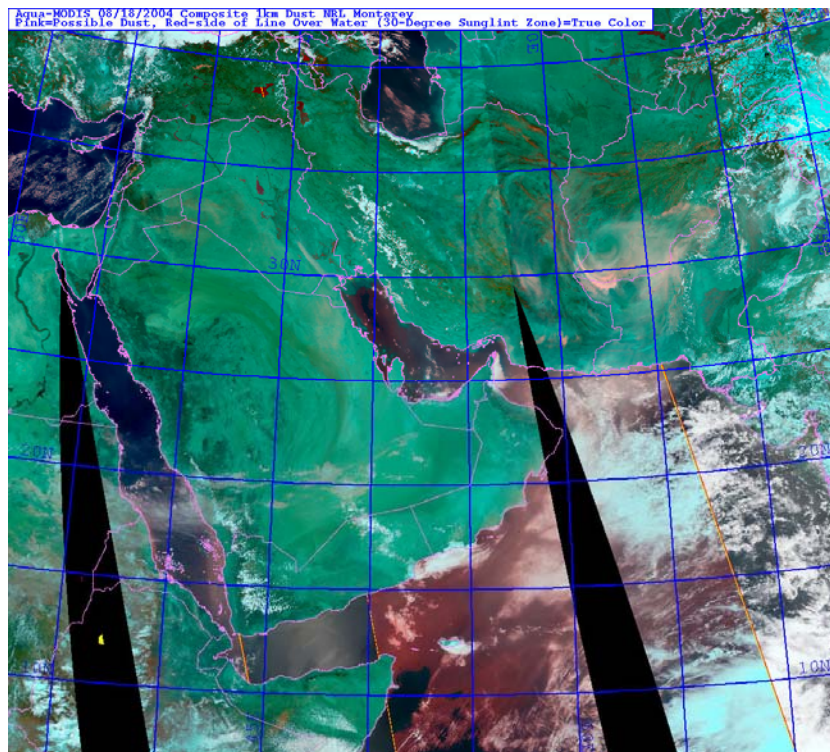 Aqua-MODIS 08/18/2004 Composite 1km Dust NRL Monterey
Pink=Possible Dust, Red-side of Line Over Water (30-Degree Sunglint Zone)=True Color
30N
20N
20N
10N